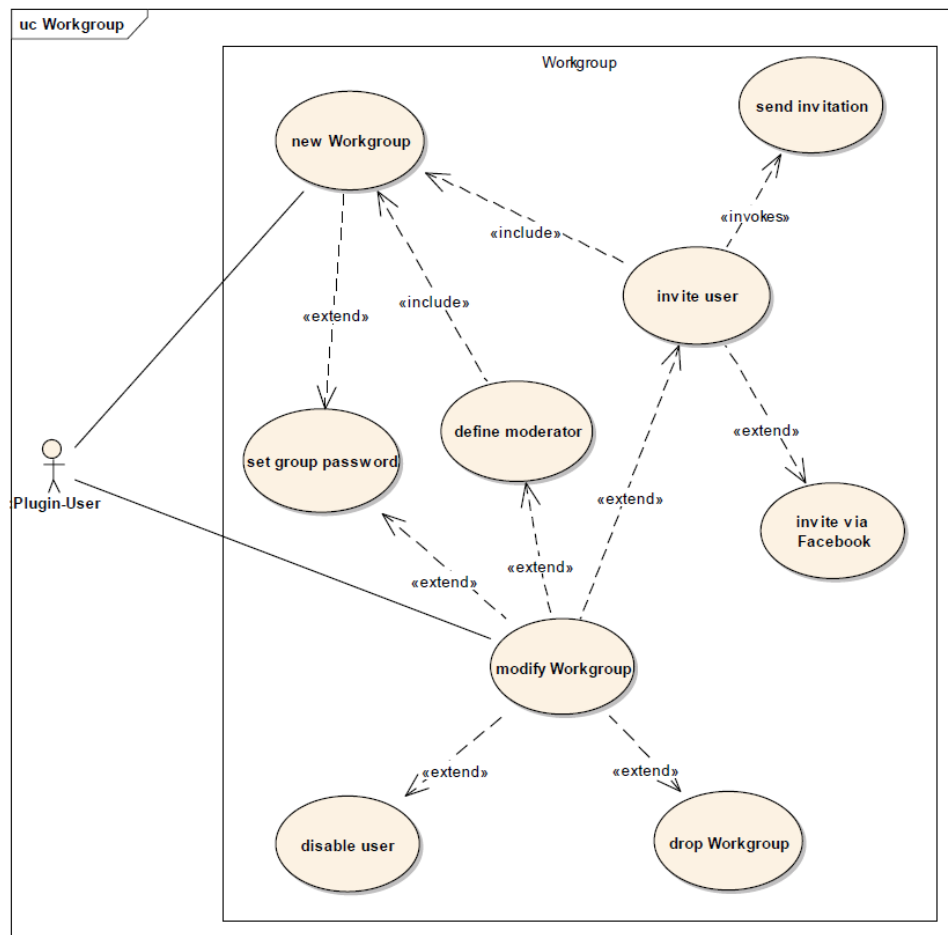 uc Workgroup
Workgroup
send invitation
new Workgroup
«invokes»
«include»
invite user
«include»
«extend»
define moderator
«extend»
set group password
:Plugin-User
«extend»
invite via
Facebook
«extend»
«extend»
modify Workgroup
«extend»
«extend»
disable user
drop Workgroup